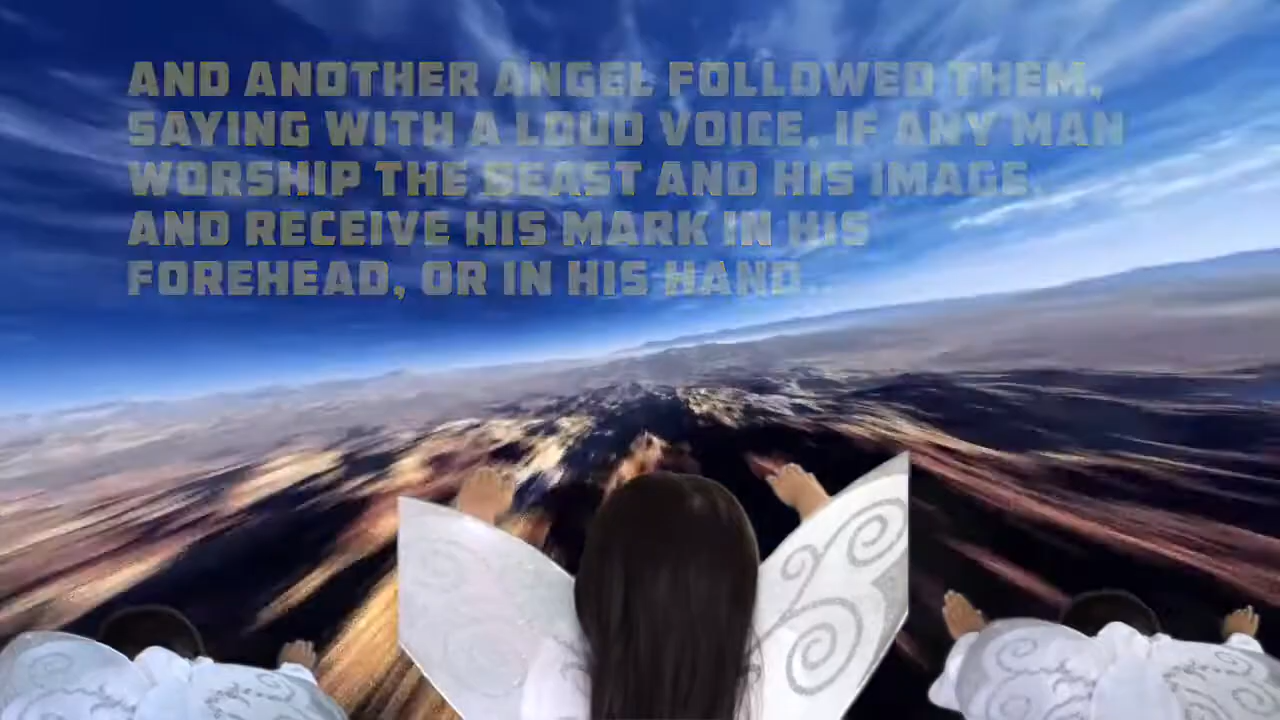 AND ANOTHER ANGEL FOLLOWED THEM,
SAYING WITH A LOUD VOICE, IF ANY MAN
WORSHIP THE BEAST AND HIS IMAGE,
AND RECEIVE HIS MARK IN HIS
FOREHEAD, OR IN HIS HAND...